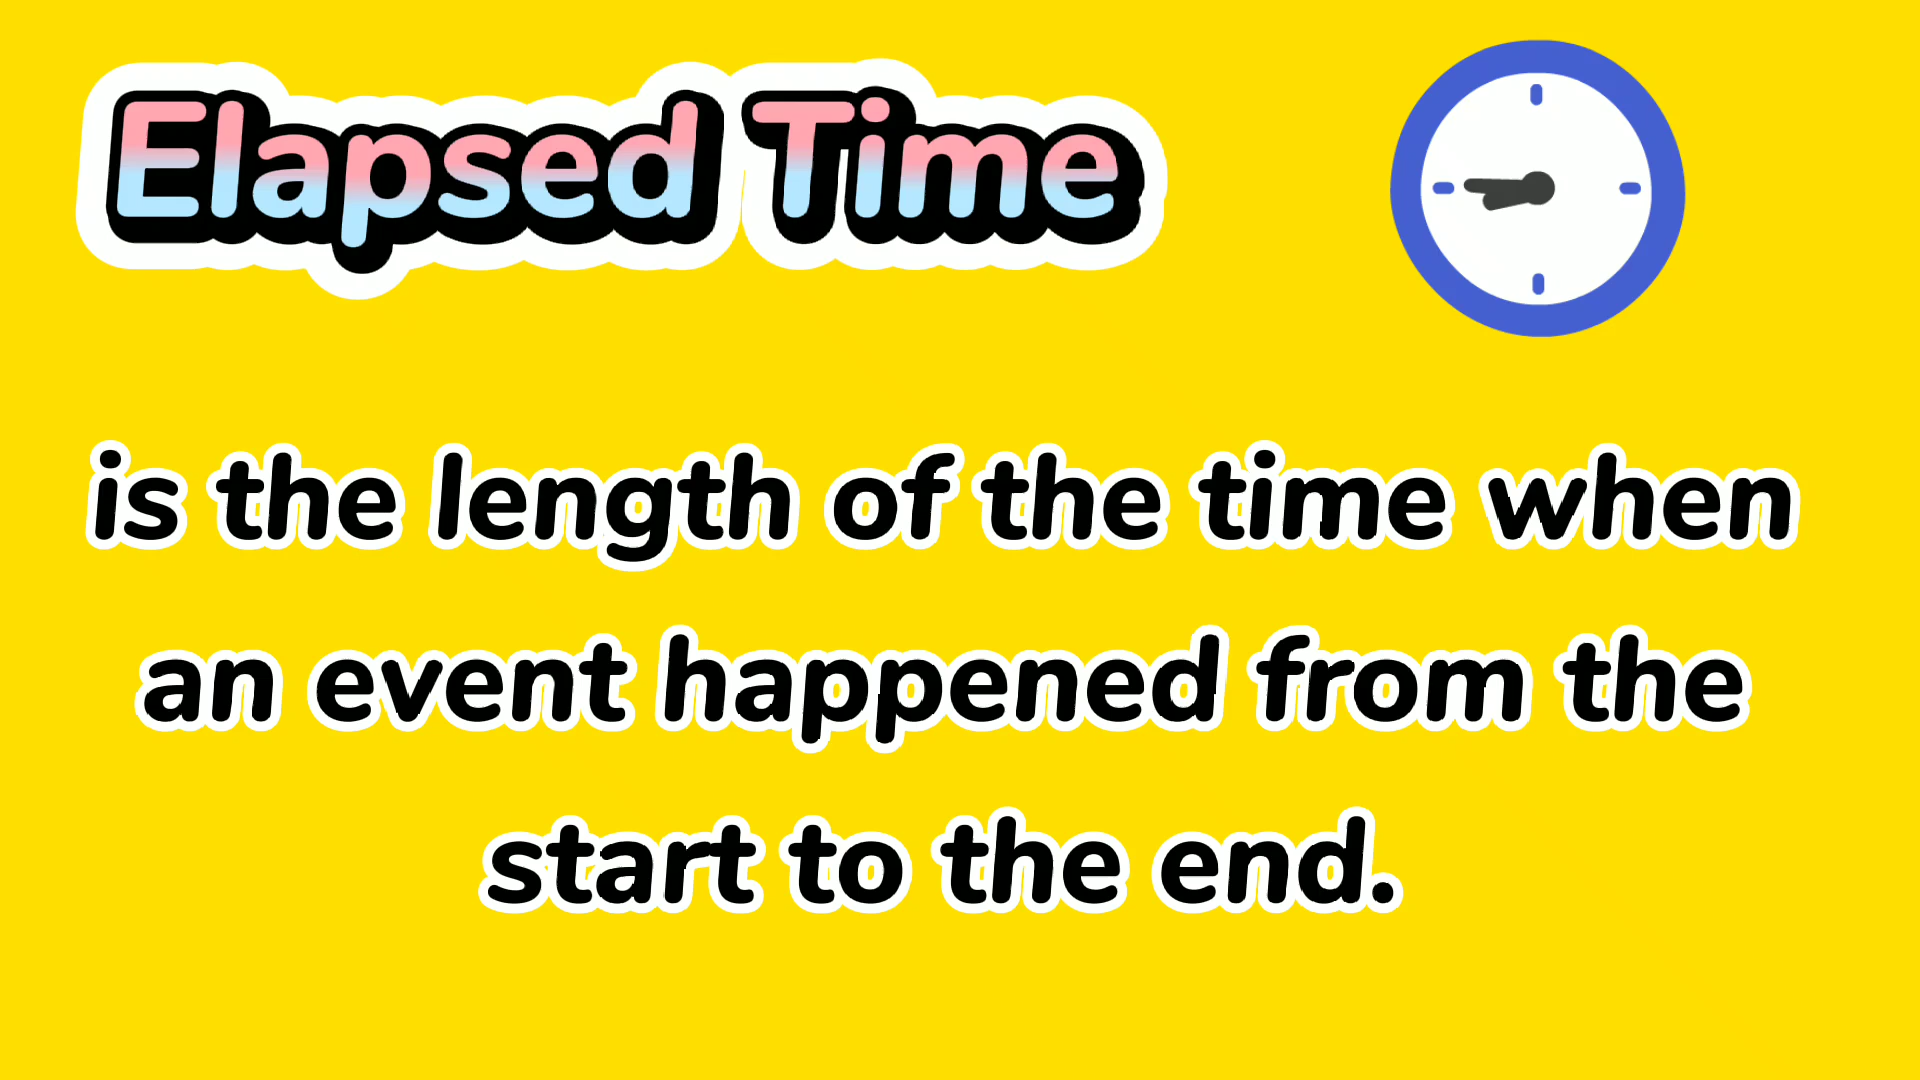 Elapsed Time
is the length of the time when
an event happened from the
start to the end.